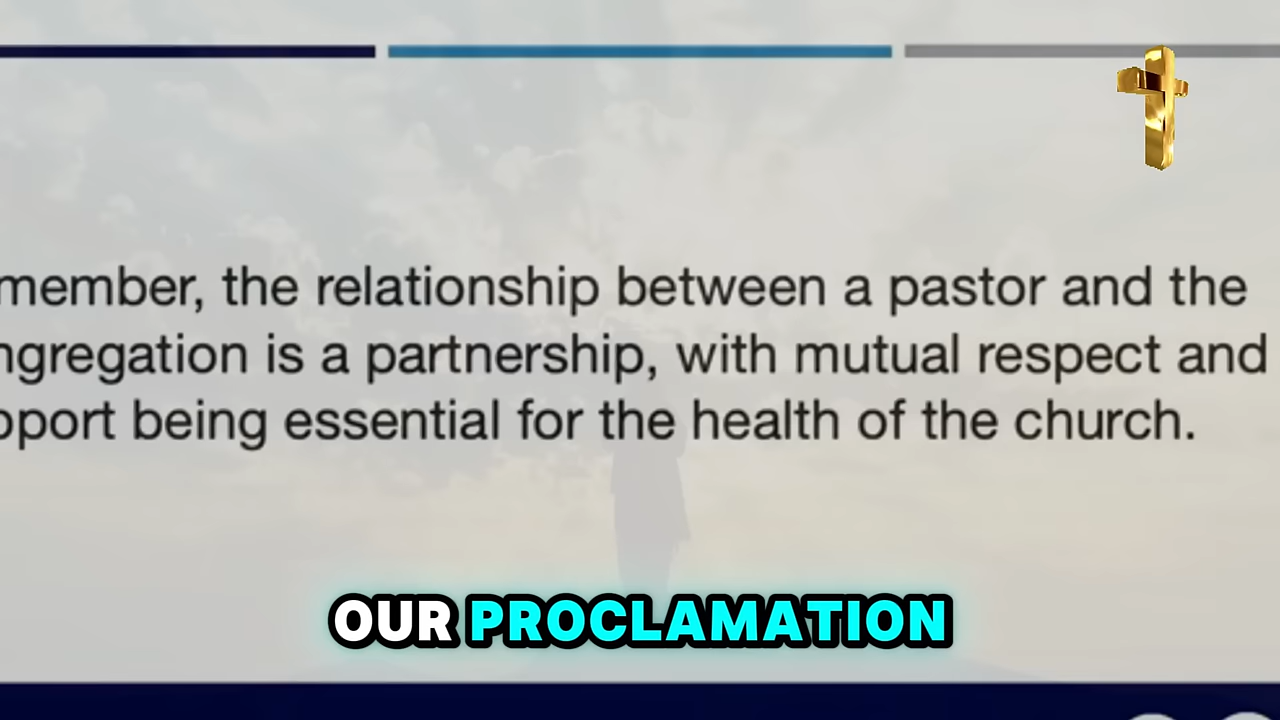 member, the relationship between a pastor and the
ngregation is a partnership, with mutual respect and
pport being essential for the health of the church.
OUR PROCLAMATION